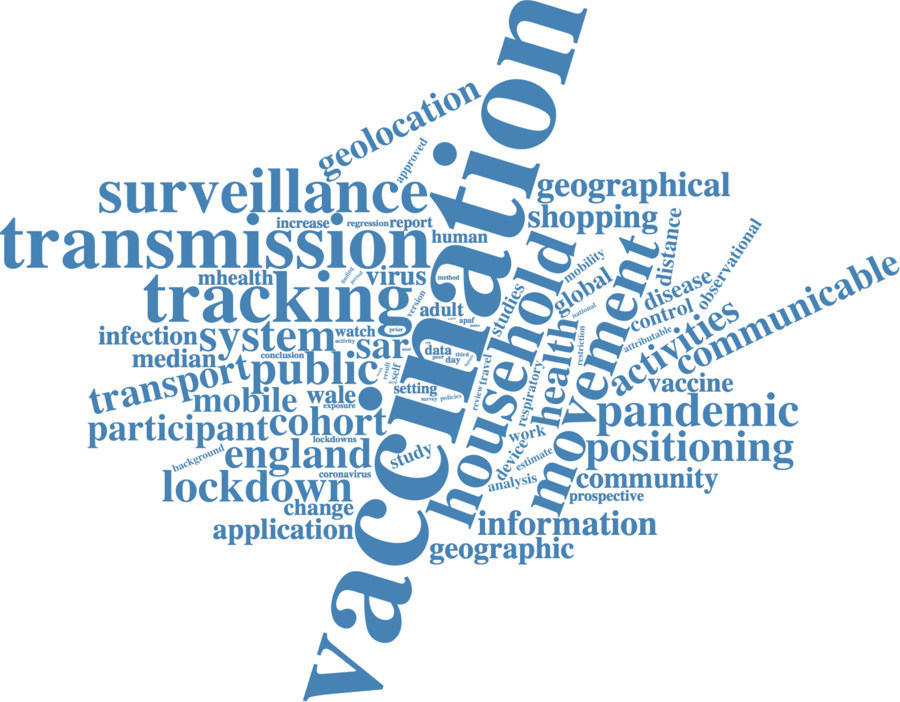 vaccination
geolocation
approved
surveillance
geographical
shopping
increase
regression
report
transmission
human
mhealth
virus
method
tracking
version
adult
apaf
prior
infection
system
watch
activity
sar
data
peer
day
third
median
conclusion
public
result
self
transport
setting
mobile
wale
exposure
survey
policies
participant
cohort
lockdowns
england
background
study
coronavirus
lockdown
change
application
household
studies
travel
review
mobility
global
national
health
restriction
respiratory
work
device
estimate
analysis
movement
distance
observational
disease
control
attributable
activities
communicable
vaccine
pandemic
positioning
community
prospective
information
geographic
finding
period